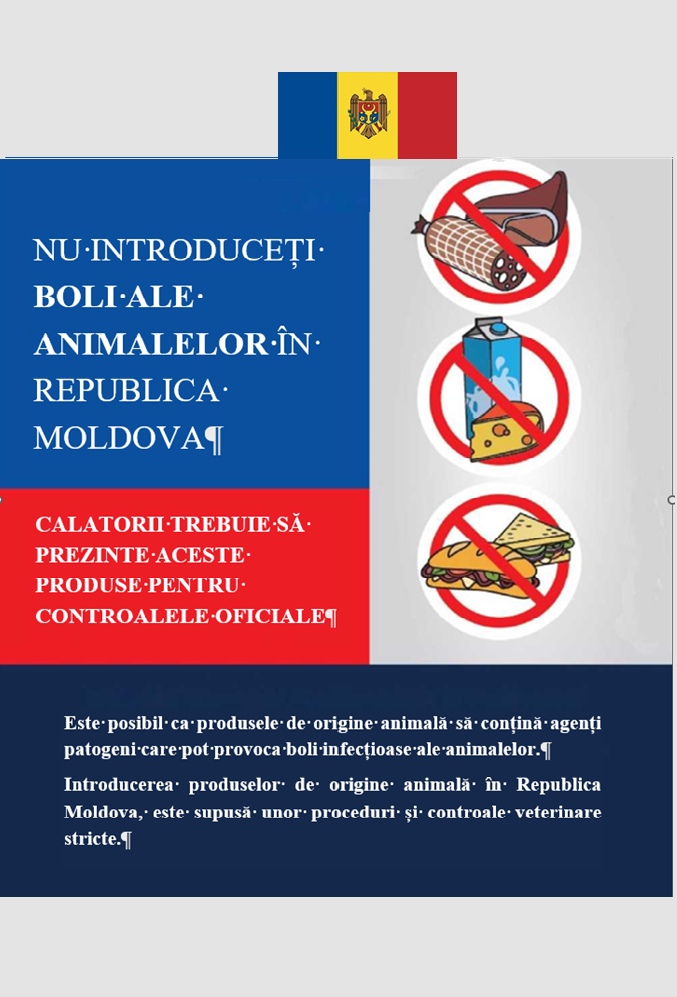 NU·INTRODUCEȚI·
BOLI·ALE·
ANIMALELOR·ÎN·
REPUBLICA·
MOLDOVA¶
CALATORII·TREBUIE·SĂ·
PREZINTE·ACESTE·
PRODUSE·PENTRU·
CONTROALELE·OFICIALE¶
Este·posibil·ca·produsele·de·origine·animală·să·conțină·agenți
patogeni·care·pot·provoca·boli·infecțioase·ale·animalelor.¶
Introducerea·produselor·de·origine·animală·în·Republica
Moldova,·este·supusă·unor·proceduri·și·controale·veterinare
stricte.¶